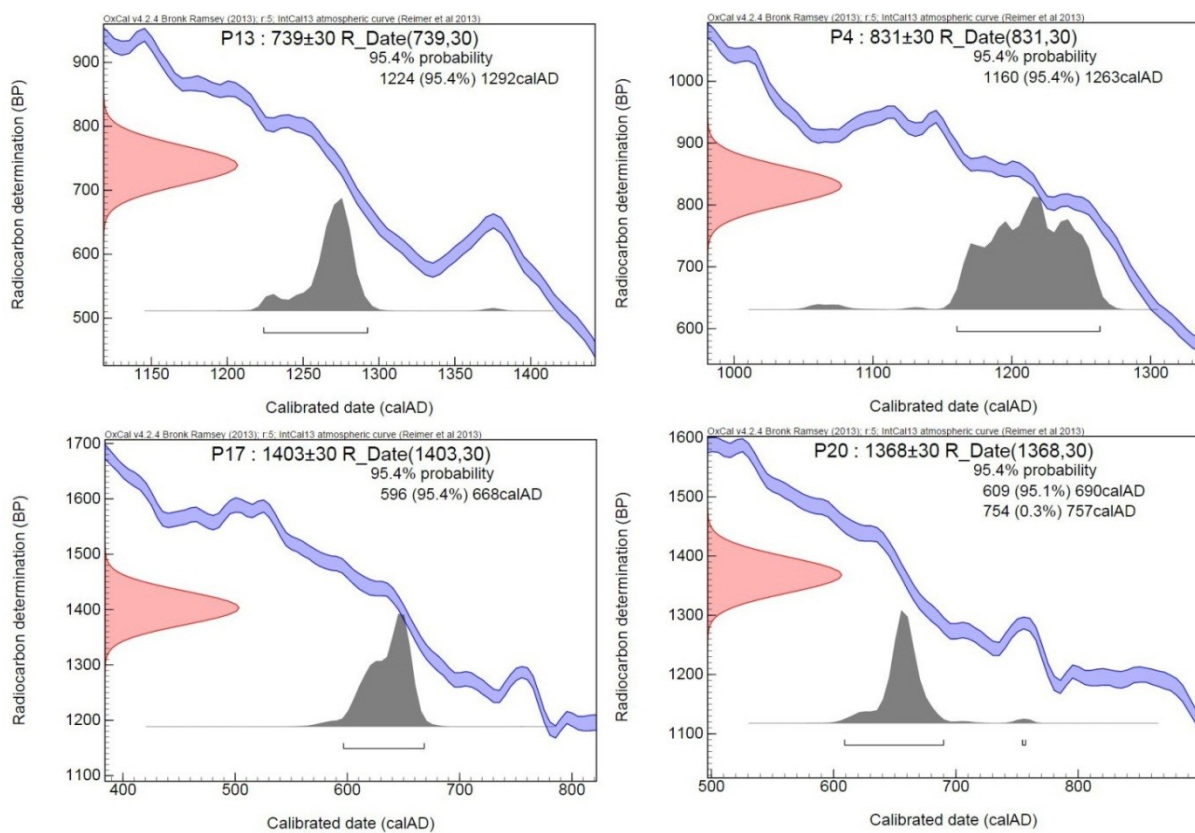 OxCal v4.2.4 Bronk Ramsey (2013); r:5; IntCal13 atmospheric curve (Reimer et al 2013)
P13 : 739±30 R_Date(739,30)
95.4% probability
1224 (95.4%) 1292calAD
Radiocarbon determination (BP)
900
800
700
600
500
1150 1200 1250 1300 1350 1400
Calibrated date (calAD)
OxCal v4.2.4 Bronk Ramsey (2013); r:5; IntCal13 atmospheric curve (Reimer et al 2013)
P4 : 831±30 R_Date(831,30)
95.4% probability
1160 (95.4%) 1263calAD
Radiocarbon determination (BP)
1000
900
800
700
600
1000 1100 1200 1300
Calibrated date (calAD)
OxCal v4.2.4 Bronk Ramsey (2013); r:5; IntCal13 atmospheric curve (Reimer et al 2013)
P17 : 1403±30 R_Date(1403,30)
95.4% probability
596 (95.4%) 668calAD
Radiocarbon determination (BP)
1700
1600
1500
1400
1300
1200
1100
400 500 600 700 800
Calibrated date (calAD)
OxCal v4.2.4 Bronk Ramsey (2013); r:5; IntCal13 atmospheric curve (Reimer et al 2013)
P20 : 1368±30 R_Date(1368,30)
95.4% probability
609 (95.1%) 690calAD
754 (0.3%) 757calAD
Radiocarbon determination (BP)
1600
1500
1400
1300
1200
1100
500 600 700 800
Calibrated date (calAD)